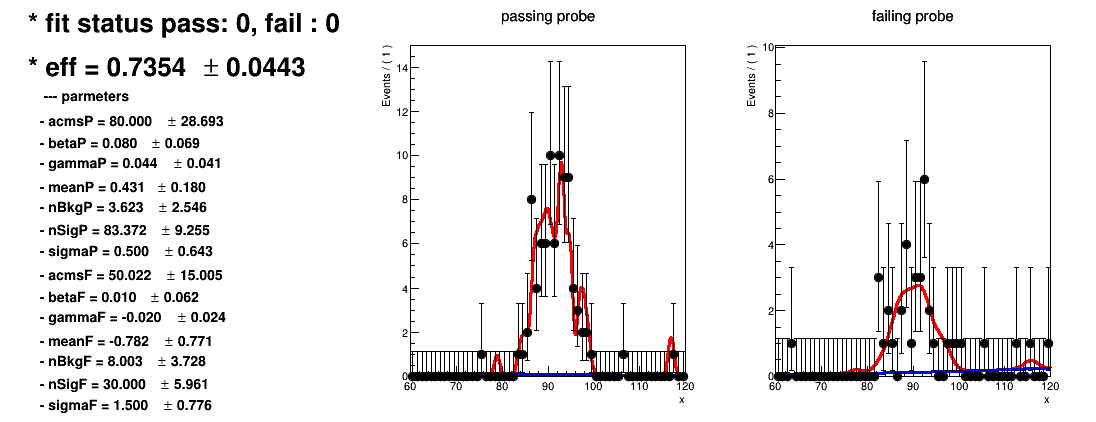 * fit status pass: 0, fail : 0
* eff = 0.7354 ± 0.0443
--- parmeters
- acmsP = 80.000 ± 28.693
- betaP = 0.080 ± 0.069
- gammaP = 0.044 ± 0.041
- meanP = 0.431 ± 0.180
- nBkgP = 3.623 ± 2.546
- nSigP = 83.372 ± 9.255
- sigmaP = 0.500 ± 0.643
- acmsF = 50.022 ± 15.005
- betaF = 0.010 ± 0.062
- gammaF = -0.020 ± 0.024
- meanF = -0.782 ± 0.771
- nBkgF = 8.003 ± 3.728
- nSigF = 30.000 ± 5.961
- sigmaF = 1.500 ± 0.776
passing probe
Events / ( 1 )
14
12
10
8
6
4
2
0
60 70 80 90 100 110 120
x
failing probe
Events / ( 1 )
10
8
6
4
2
0
60 70 80 90 100 110 120
x